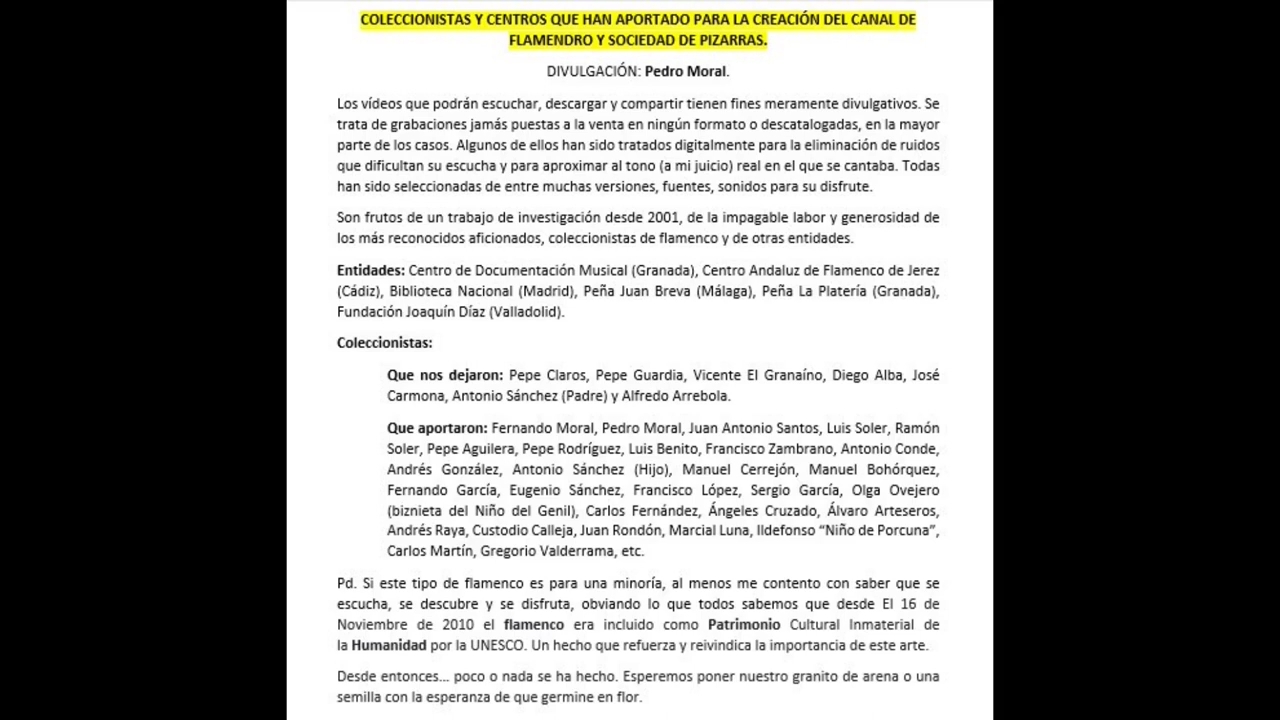 COLECCIONISTAS Y CENTROS QUE HAN APORTADO PARA LA CREACIÓN DEL CANAL DE
FLAMENDRO Y SOCIEDAD DE PIZARRAS.
DIVULGACIÓN: Pedro Moral.
Los vídeos que podrán escuchar, descargar y compartir tienen fines meramente divulgativos. Se
trata de grabaciones jamás puestas a la venta en ningún formato o descatalogadas, en la mayor
parte de los casos. Algunos de ellos han sido tratados digitalmente para la eliminación de ruidos
que dificultan su escucha y para aproximar al tono (a mi juicio) real en el que se cantaba. Todas
han sido seleccionadas de entre muchas versiones, fuentes, sonidos para su disfrute.
Son frutos de un trabajo de investigación desde 2001, de la impagable labor y generosidad de
los más reconocidos aficionados, coleccionistas de flamenco y de otras entidades.
Entidades: Centro de Documentación Musical (Granada), Centro Andaluz de Flamenco de Jerez
(Cádiz), Biblioteca Nacional (Madrid), Peña Juan Breva (Málaga), Peña La Platería (Granada),
Fundación Joaquín Díaz (Valladolid).
Coleccionistas:
Que nos dejaron: Pepe Claros, Pepe Guardia, Vicente El Granaíno, Diego Alba, José
Carmona, Antonio Sánchez (Padre) y Alfredo Arrebola.
Que aportaron: Fernando Moral, Pedro Moral, Juan Antonio Santos, Luis Soler, Ramón
Soler, Pepe Aguilera, Pepe Rodríguez, Luis Benito, Francisco Zambrano, Antonio Conde,
Andrés González, Antonio Sánchez (Hijo), Manuel Cerrejón, Manuel Bohórquez,
Fernando García, Eugenio Sánchez, Francisco López, Sergio García, Olga Ovejero
(biznieta del Niño del Genil), Carlos Fernández, Ángeles Cruzado, Álvaro Arteseros,
Andrés Raya, Custodio Calleja, Juan Rondón, Marcial Luna, Ildefonso “Niño de Porcuna”,
Carlos Martín, Gregorio Valderrama, etc.
Pd. Si este tipo de flamenco es para una minoría, al menos me contento con saber que se
escucha, se descubre y se disfruta, obviando lo que todos sabemos que desde El 16 de
Noviembre de 2010 el flamenco era incluido como Patrimonio Cultural Inmaterial de
la Humanidad por la UNESCO. Un hecho que refuerza y reivindica la importancia de este arte.
Desde entonces… poco o nada se ha hecho. Esperemos poner nuestro granito de arena o una
semilla con la esperanza de que germine en flor.